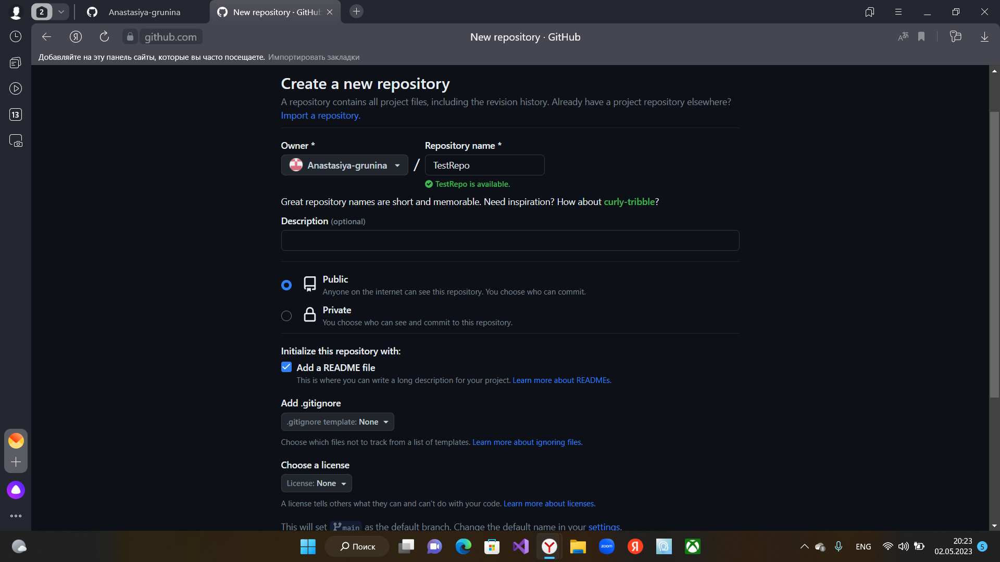 2
Anastasiya-grunina
New repository · GitHub
github.com
New repository · GitHub
Добавляйте на эту панель сайты, которые вы часто посещаете. Импортировать закладки
13
Create a new repository
A repository contains all project files, including the revision history. Already have a project repository elsewhere?
Import a repository.
Owner *
Repository name *
Anastasiya-grunina
/
TestRepo
TestRepo is available.
Great repository names are short and memorable. Need inspiration? How about curly-tribble?
Description (optional)
Public
Anyone on the internet can see this repository. You choose who can commit.
Private
You choose who can see and commit to this repository.
Initialize this repository with:
Add a README file
This is where you can write a long description for your project. Learn more about READMEs.
Add .gitignore
.gitignore template: None
Choose which files not to track from a list of templates. Learn more about ignoring files.
Choose a license
License: None
A license tells others what they can and can't do with your code. Learn more about licenses.
This will set main as the default branch. Change the default name in your settings.
Поиск
zoom
Я
ENG
20:23
02.05.2023
5